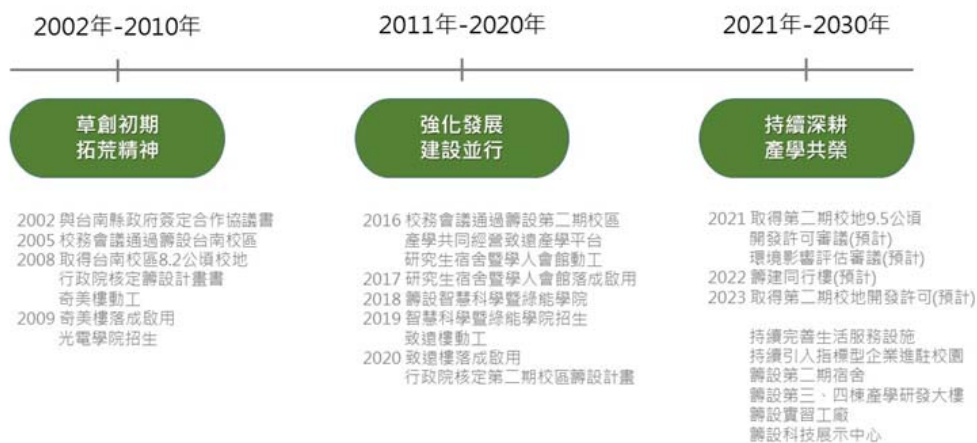 2002年-2010年
2011年-2020年
2021年-2030年
草創初期
拓荒精神
強化發展
建設並行
持續深耕
產學共榮
2002 與台南縣政府簽定合作協議書
2005 校務會議通過籌設台南校區
2008 取得台南校區8.2公頃校地
行政院核定籌設計畫書
奇美樓動工
2009 奇美樓落成啟用
光電學院招生
2016 校務會議通過籌設第二期校區
產學共同經營致遠產學平台
研究生宿舍暨學人會館動工
2017 研究生宿舍暨學人會館落成啟用
2018 籌設智慧科學暨綠能學院
2019 智慧科學暨綠能學院招生
致遠樓動工
2020 致遠樓落成啟用
行政院核定第二期校區籌設計畫
2021 取得第二期校地9.5公頃
開發許可審議(預計)
環境影響評估審議(預計)
2022 籌建同行樓(預計)
2023 取得第二期校地開發許可(預計)
持續完善生活服務設施
持續引入指標型企業進駐校園
籌設第二期宿舍
籌設第三、四棟產學研發大樓
籌設實習工廠
籌設科技展示中心